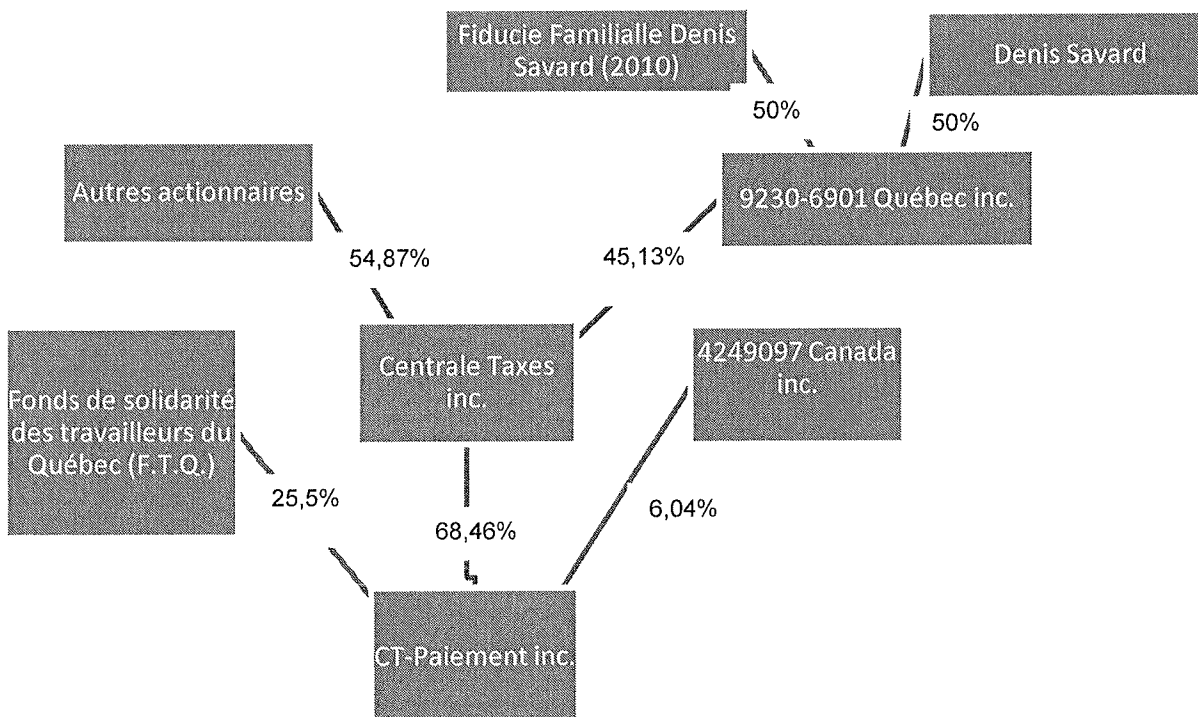 Fiducie Familialle Denis
Savard (2010)
Denis Savard
50%
50%
Autres actionnaires
9230-6901 Québec inc.
54,87%
45,13%
Fonds de solidarité
des travailleurs du
Québec (F.T.Q.)
Centrale Taxes
inc.
4249097 Canada
inc.
25,5%
68,46%
6,04%
CT-Paiement inc.